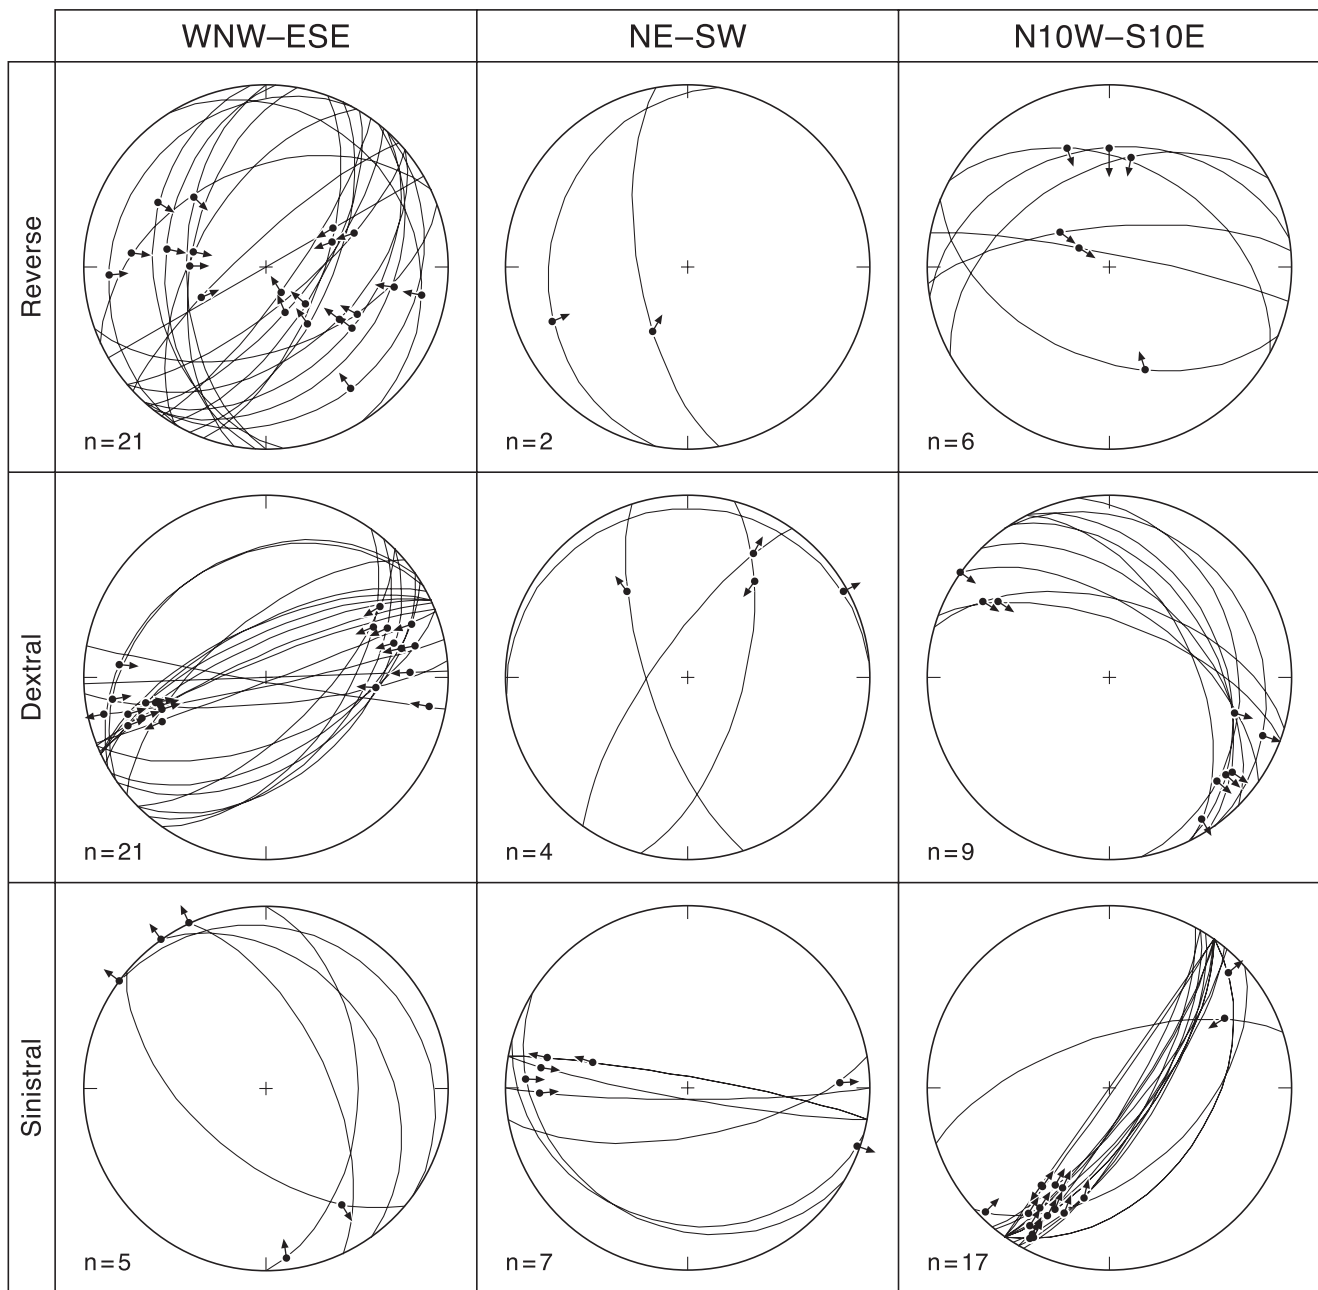 WNW–ESE
NE–SW
N10W–S10E
Reverse
n=21
n=2
n=6
Dextral
n=21
n=4
n=9
Sinistral
n=5
n=7
n=17